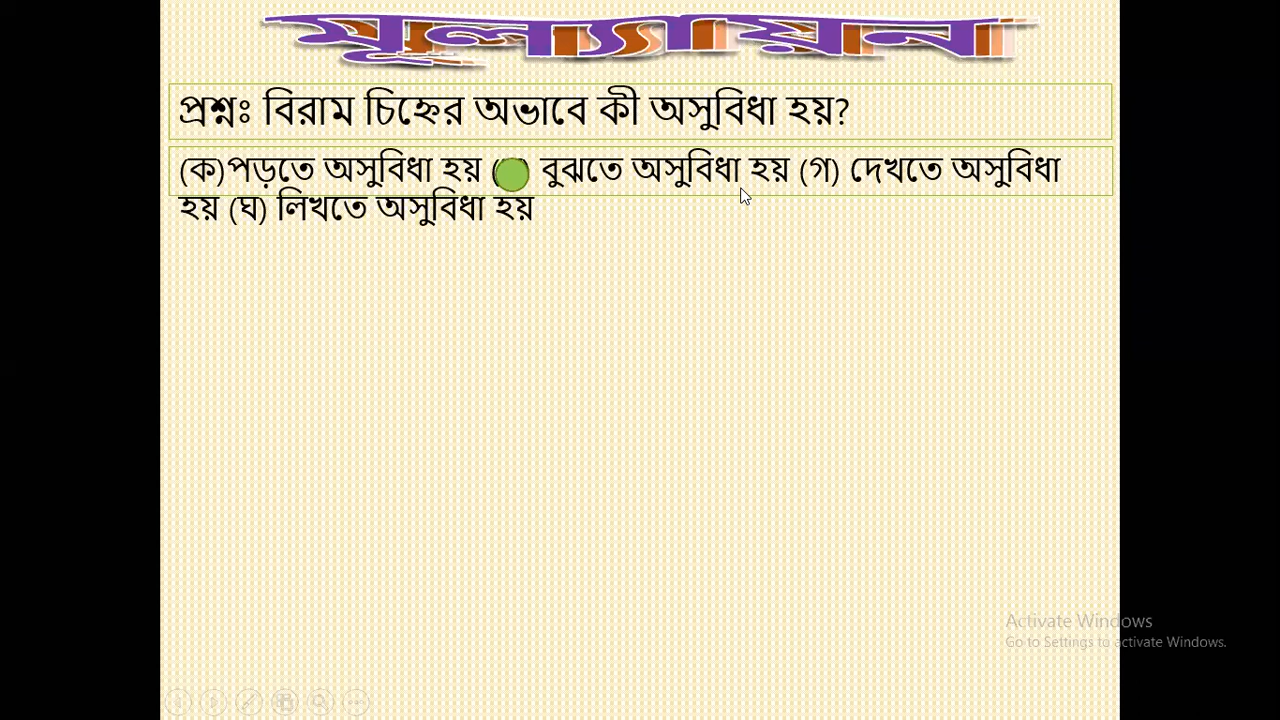 মূল্যায়ন
প্রশ্নঃ বিরাম চিহ্নের অভাবে কী অসুবিধা হয়?
(ক)পড়তে অসুবিধা হয় ( ) বুঝতে অসুবিধা হয় (গ) দেখতে অসুবিধা
হয় (ঘ) লিখতে অসুবিধা হয়
Activate Windows
Go to Settings to activate Windows.